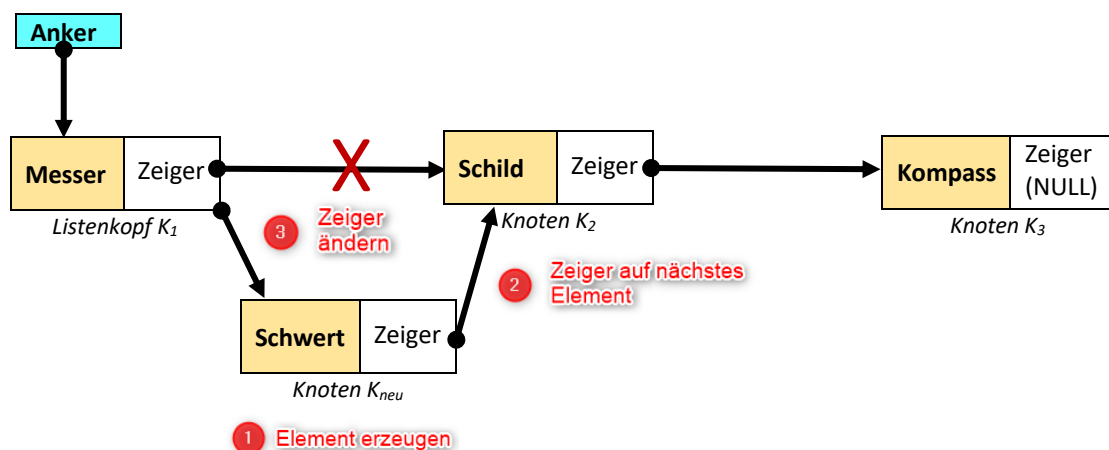 Anker
Messer
Zeiger
Listenkopf K1
Schild
Zeiger
Knoten K2
Kompass
Zeiger
(NULL)
Knoten K3
3
Zeiger
ändern
2
Zeiger auf nächstes
Element
Schwert
Zeiger
Knoten Kneu
1
Element erzeugen